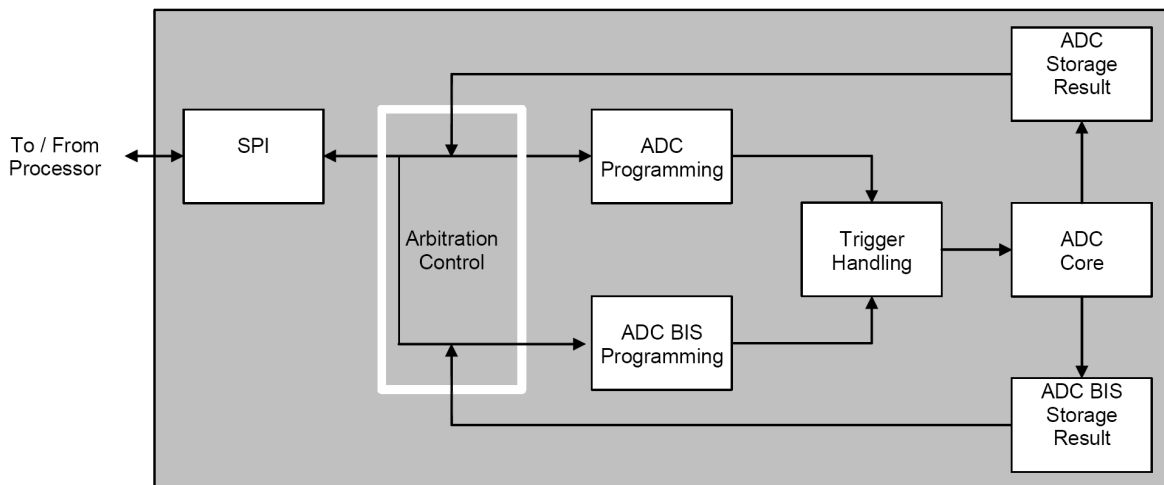 To / From
Processor
SPI
Arbitration
Control
ADC
Programming
ADC BIS
Programming
Trigger
Handling
ADC
Storage
Result
ADC
Core
ADC BIS
Storage
Result